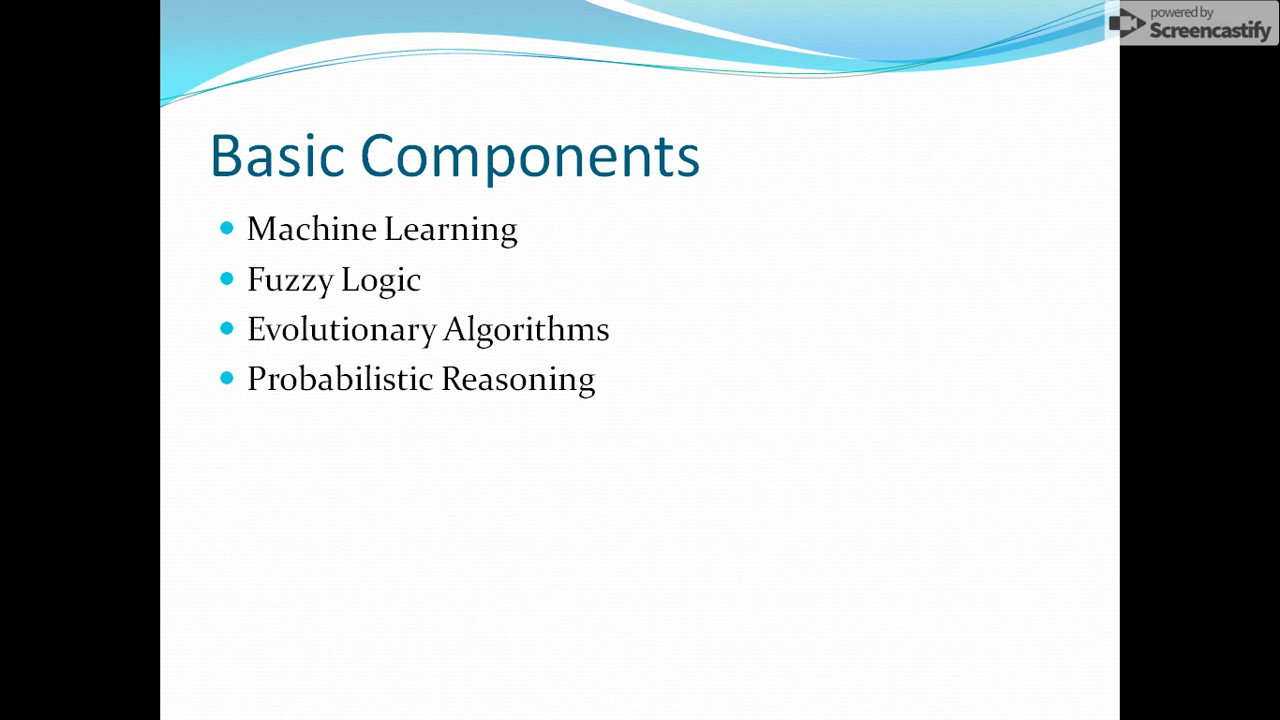 powered by
Screencastify
Basic Components
Machine Learning
Fuzzy Logic
Evolutionary Algorithms
Probabilistic Reasoning